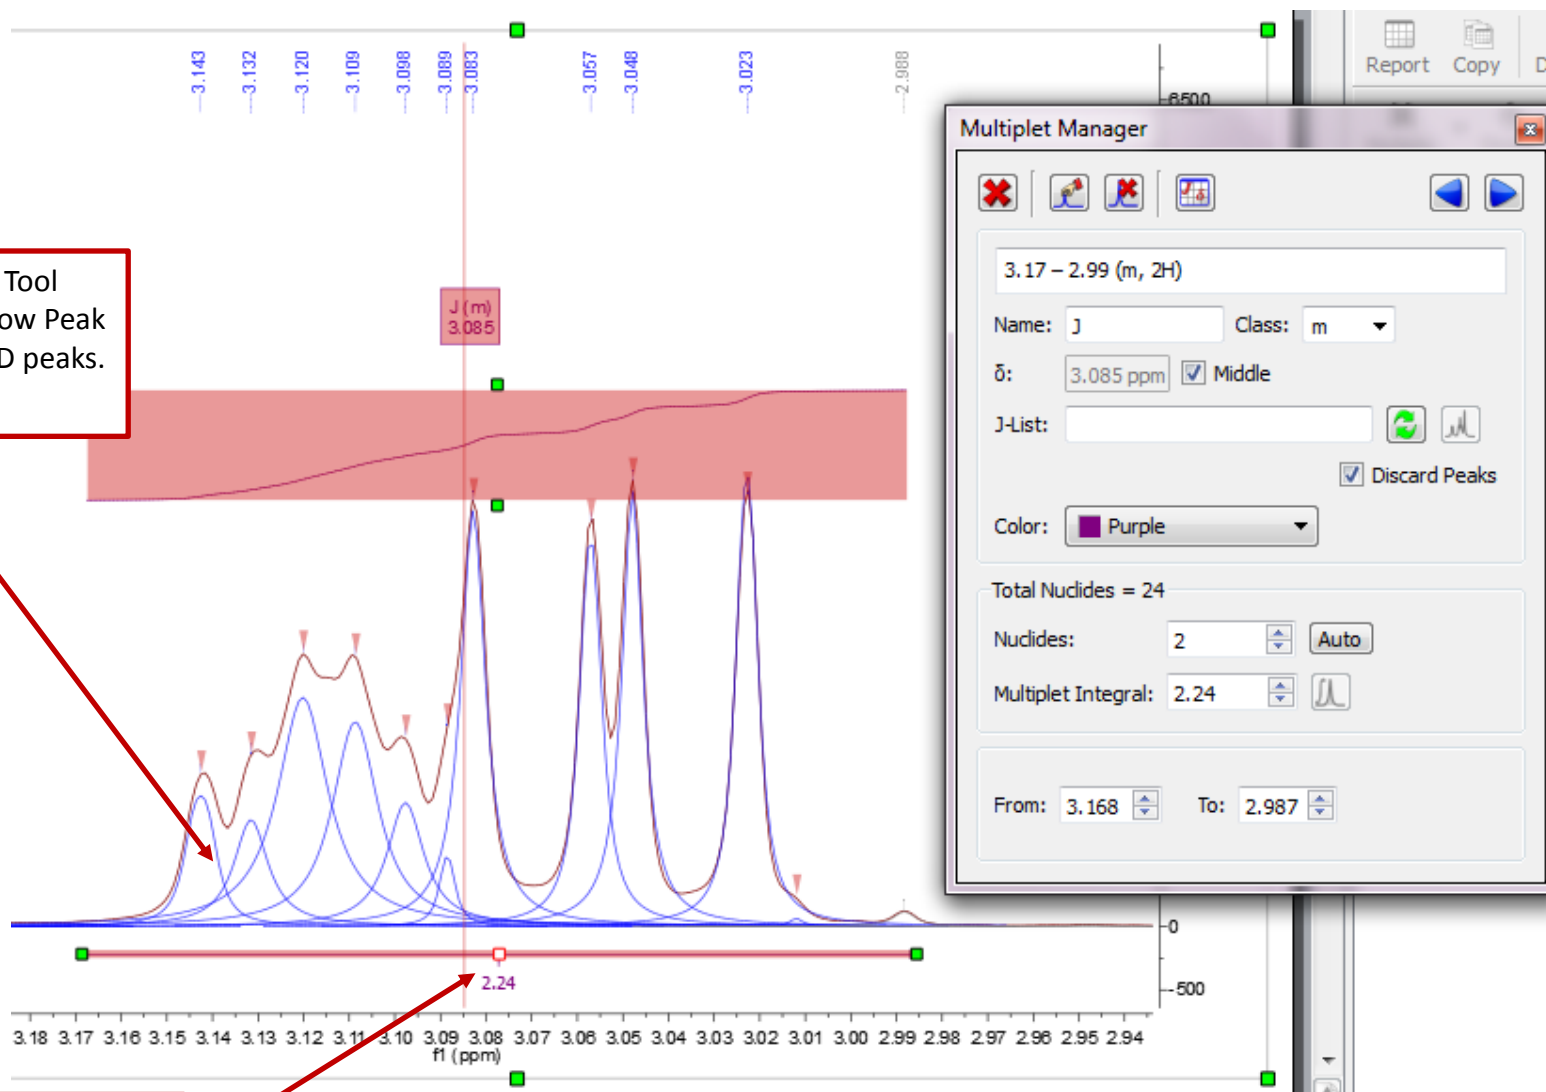 3.143
3.132
3.120
3.109
3.098
3.089
3.083
3.057
3.048
3.023
2.988
6500
Report Copy
Multiplet Manager
3.17 – 2.99 (m, 2H)
Name: J Class: m
δ: 3.085 ppm Middle
J-List:
Discard Peaks
Color: Purple
Total Nuclides = 24
Nuclides: 2 Auto
Multiplet Integral: 2.24
From: 3.168 To: 2.987
Tool
ow Peak
D peaks.
J (m)
3.085
0
-500
2.24
3.18 3.17 3.16 3.15 3.14 3.13 3.12 3.11 3.10 3.09 3.08 3.07 3.06 3.05 3.04 3.03 3.02 3.01 3.00 2.99 2.98 2.97 2.96 2.95 2.94
f1 (ppm)